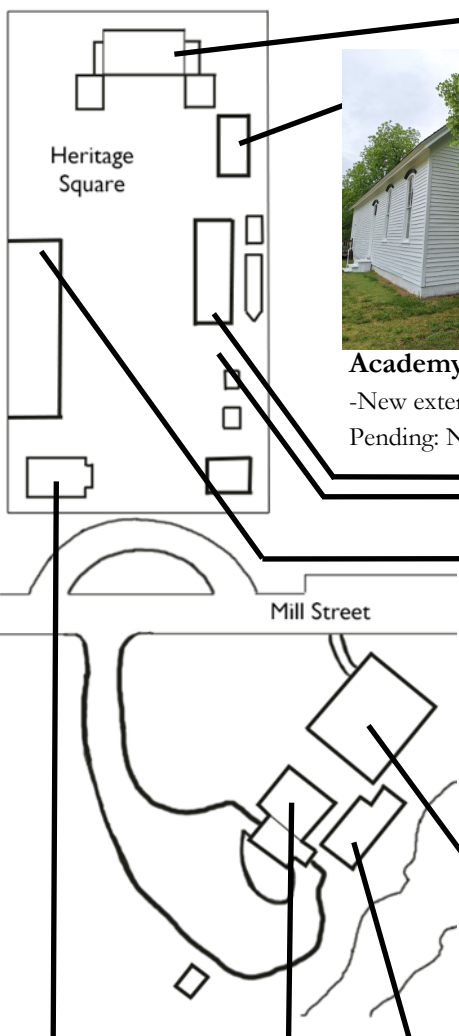 Heritage
Square
Academy
-New exter
Pending: N
Mill Street